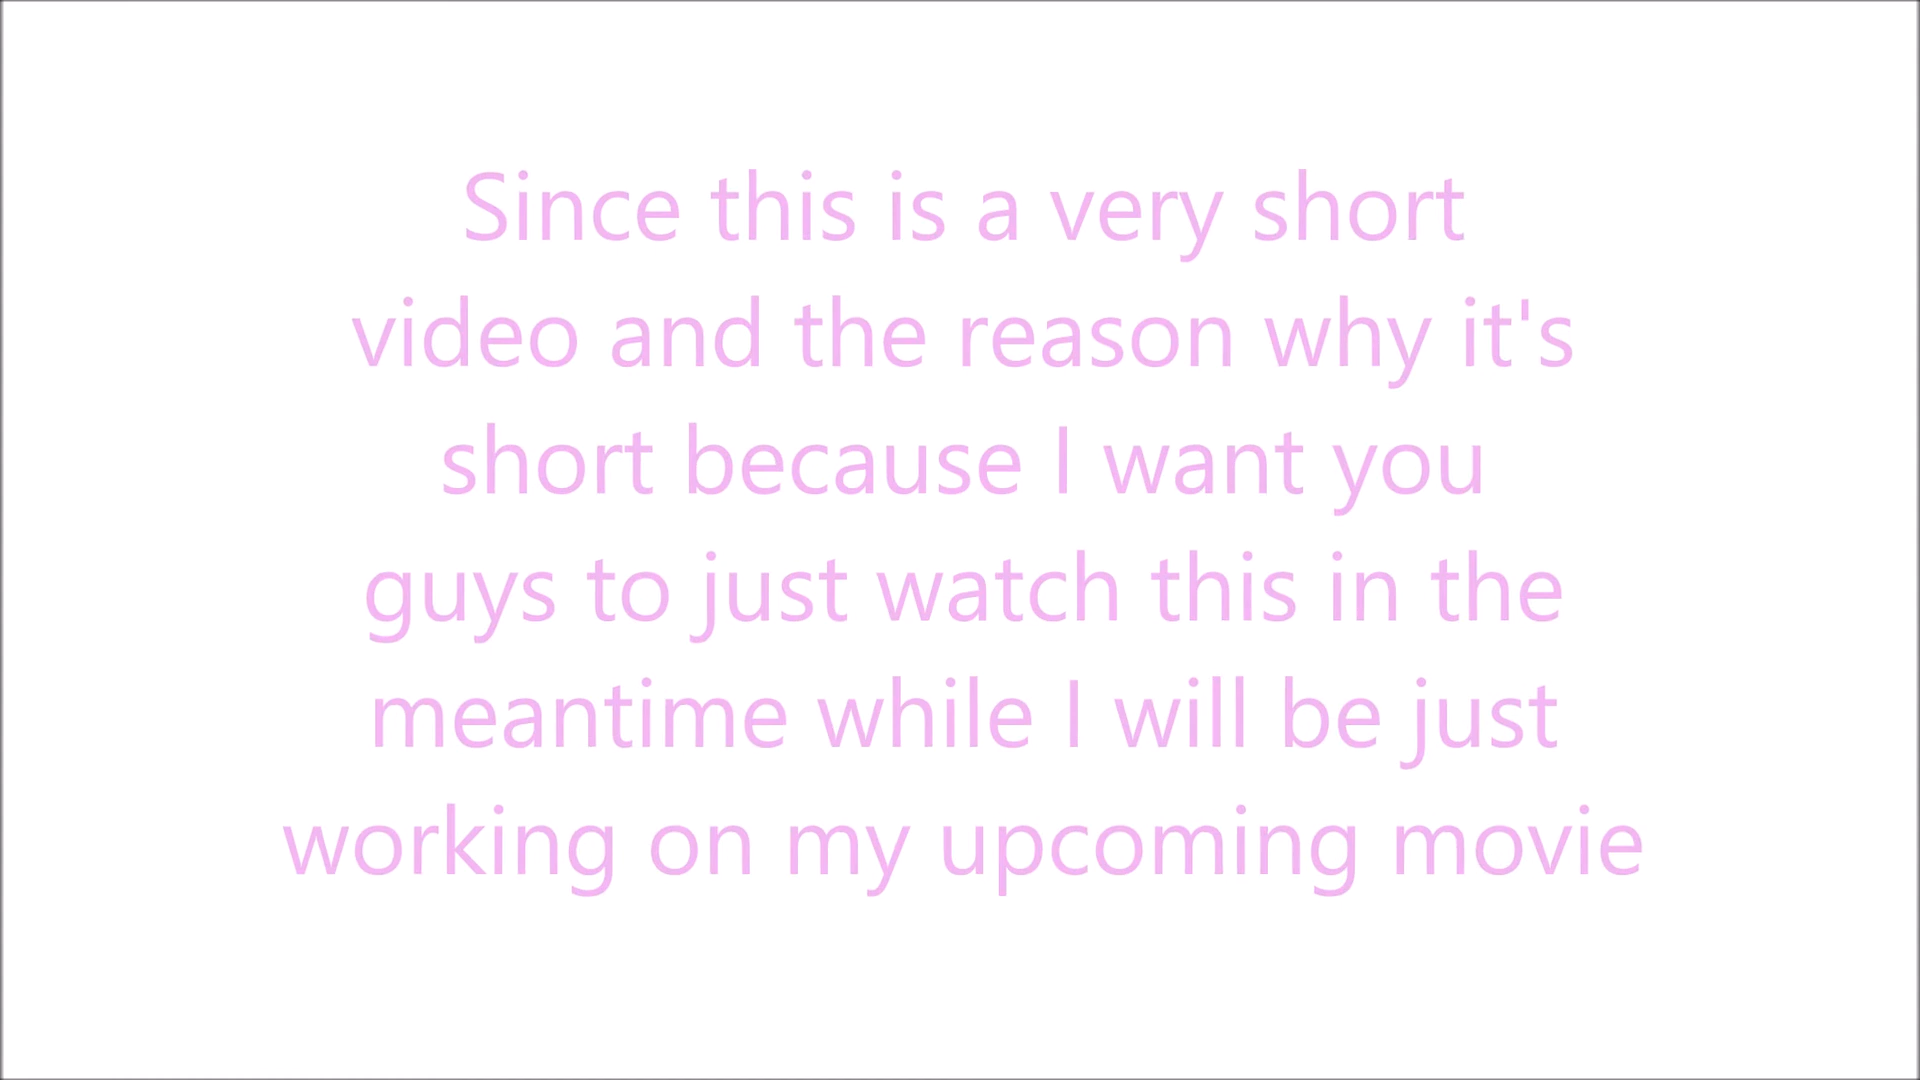 Since this is a very short
video and the reason why it's
short because I want you
guys to just watch this in the
meantime while I will be just
working on my upcoming movie